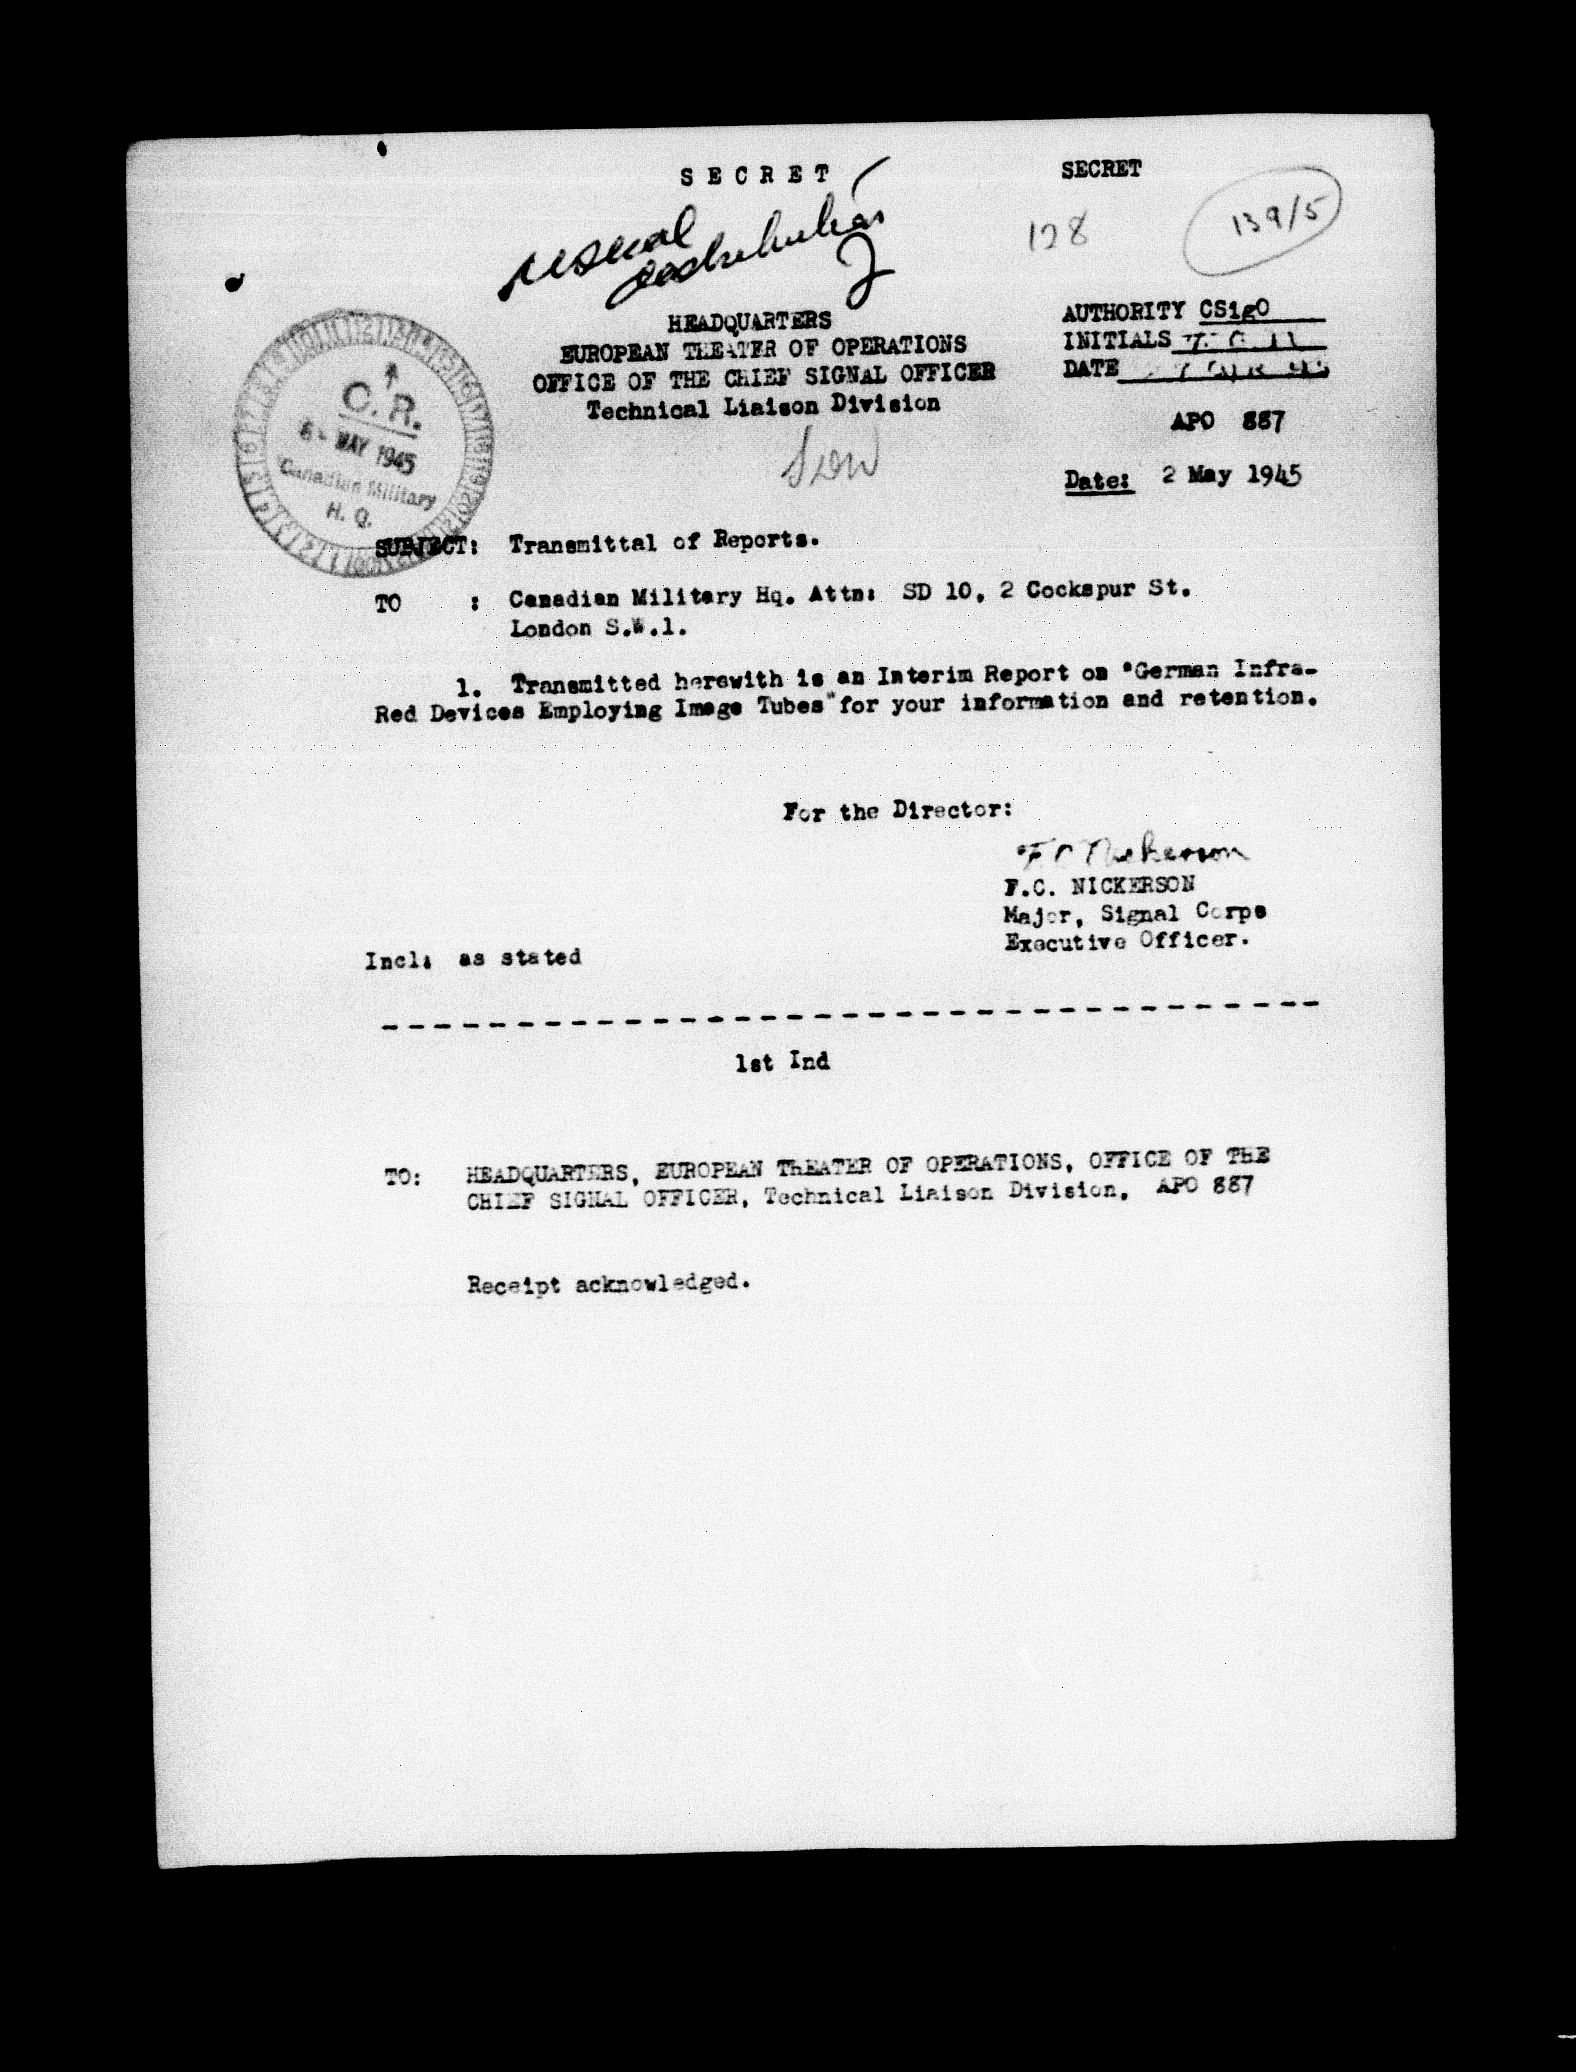 S E C R E T
SECRET
usual
distribution
128
139/5
HEADQUARTERS
EUROPEAN THEATER OF OPERATIONS
OFFICE OF THE CHIEF SIGNAL OFFICER
Technical Liaison Division
AUTHORITY CSigO
INITIALS
DATE
APO 887
Date: 2 May 1945
C. R.
MAY 1945
Canadian Military
H. Q.
SUBJECT: Transmittal of Reports.
TO : Canadian Military Hq. Attn: SD 10, 2 Cockspur St.
London S.W.1.
1. Transmitted herewith is an Interim Report on "German Infra-
Red Devices Employing Image Tubes" for your information and retention.
For the Director:
F C Nickerson
F.C. NICKERSON
Major, Signal Corps
Executive Officer.
Incl: as stated
1st Ind
TO: HEADQUARTERS, EUROPEAN THEATER OF OPERATIONS, OFFICE OF THE
CHIEF SIGNAL OFFICER, Technical Liaison Division, APO 887
Receipt acknowledged.